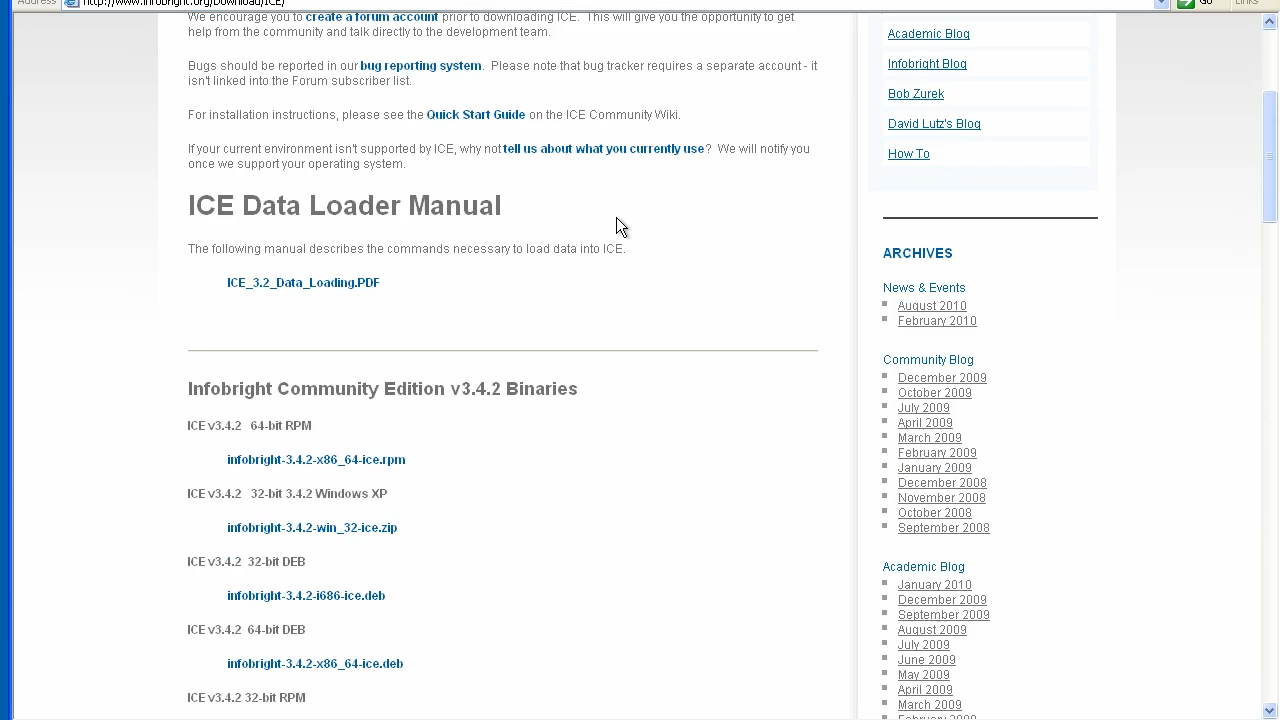 Address http://www.infobright.org/Download/ICE/ Go Links
We encourage you to create a forum account prior to downloading ICE. This will give you the opportunity to get
help from the community and talk directly to the development team.
Bugs should be reported in our bug reporting system. Please note that bug tracker requires a separate account - it
isn't linked into the Forum subscriber list.
For installation instructions, please see the Quick Start Guide on the ICE Community Wiki.
If your current environment isn't supported by ICE, why not tell us about what you currently use? We will notify you
once we support your operating system.
ICE Data Loader Manual
The following manual describes the commands necessary to load data into ICE.
ICE_3.2_Data_Loading.PDF
Infobright Community Edition v3.4.2 Binaries
ICE v3.4.2 64-bit RPM
infobright-3.4.2-x86_64-ice.rpm
ICE v3.4.2 32-bit 3.4.2 Windows XP
infobright-3.4.2-win_32-ice.zip
ICE v3.4.2 32-bit DEB
infobright-3.4.2-i686-ice.deb
ICE v3.4.2 64-bit DEB
infobright-3.4.2-x86_64-ice.deb
ICE v3.4.2 32-bit RPM
Academic Blog
Infobright Blog
Bob Zurek
David Lutz's Blog
How To
ARCHIVES
News & Events
August 2010
February 2010
Community Blog
December 2009
October 2009
July 2009
April 2009
March 2009
February 2009
January 2009
December 2008
November 2008
October 2008
September 2008
Academic Blog
January 2010
December 2009
September 2009
August 2009
July 2009
June 2009
May 2009
April 2009
March 2009
February 2009